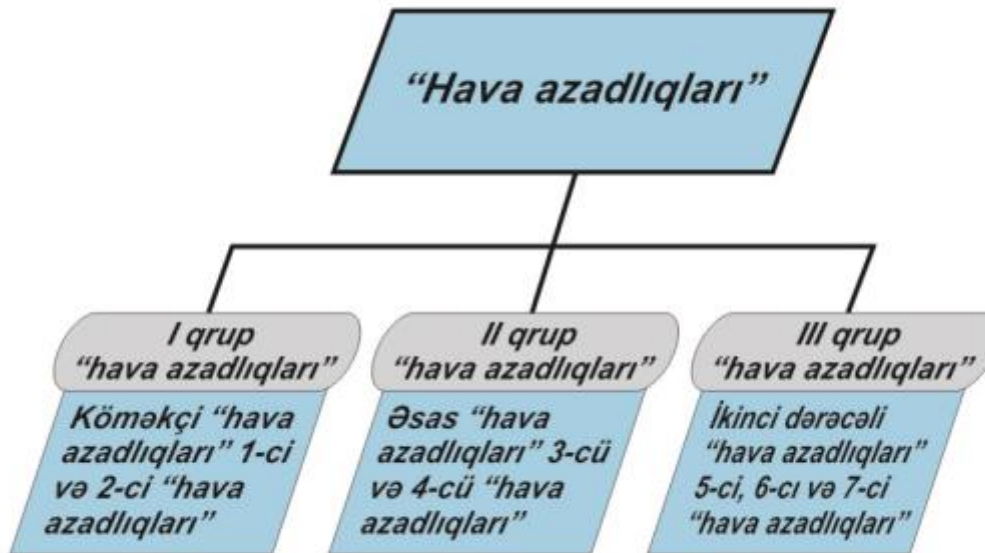 “Hava azadlıqları”
I qrup
“hava azadlıqları”
Köməkçi “hava
azadlıqları” 1-ci
və 2-ci “hava
azadlıqları”
II qrup
“hava azadlıqları”
Əsas “hava
azadlıqları” 3-cü
və 4-cü “hava
azadlıqları”
III qrup
“hava azadlıqları”
İkinci dərəcəli
“hava azadlıqları”
5-ci, 6-cı və 7-ci
“hava azadlıqları”